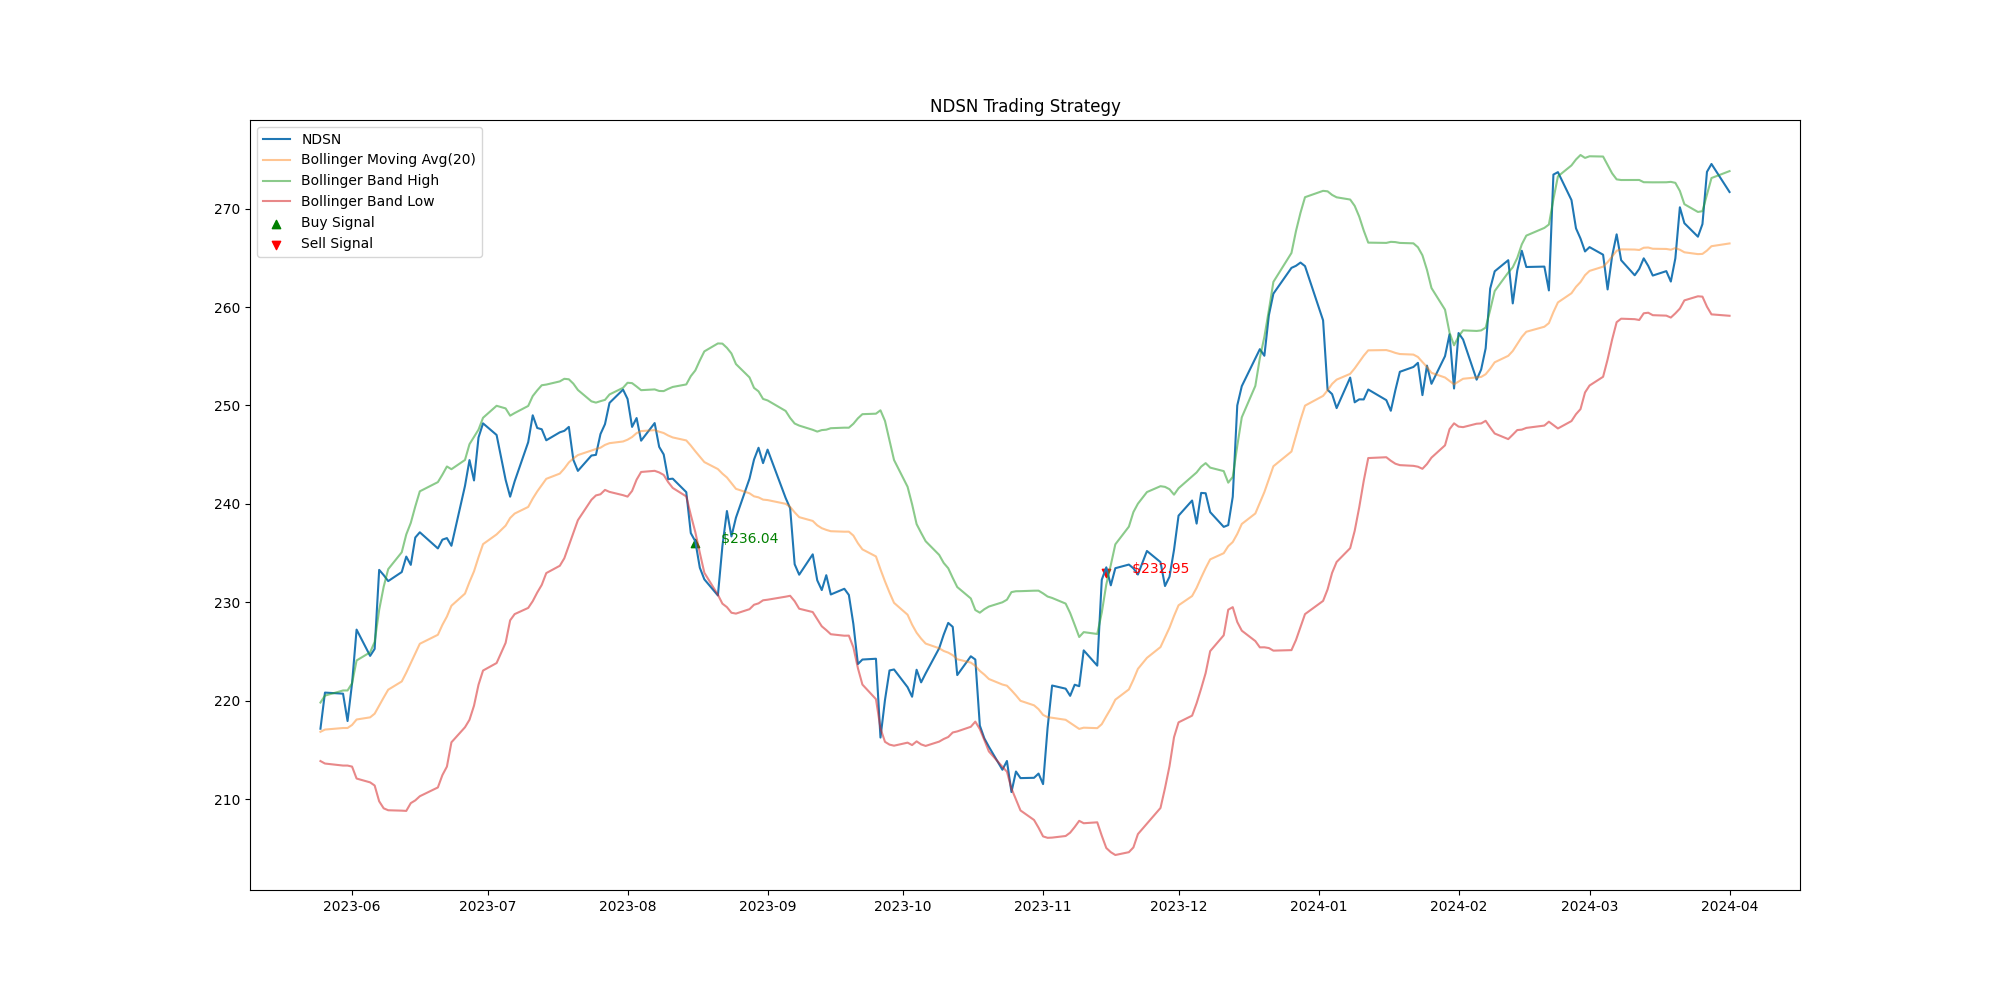 NDSN Trading Strategy
NDSN
Bollinger Moving Avg(20)
Bollinger Band High
Bollinger Band Low
Buy Signal
Sell Signal
270
260
250
240
230
220
210
$236.04
$232.95
2023-06 2023-07 2023-08 2023-09 2023-10 2023-11 2023-12 2024-01 2024-02 2024-03 2024-04